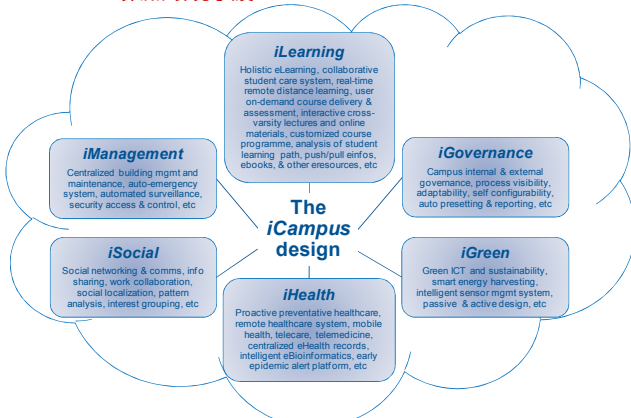 iLearning
Holistic eLearning, collaborative
student care system, real-time
remote distance learning, user
on-demand course delivery &
assessment, interactive cross-
varsity lectures and online
materials, customized course
programme, analysis of student
learning path, push/pull einfos,
ebooks, & other eresources, etc
iManagement
Centralized building mgmt and
maintenance, auto-emergency
system, automated surveillance,
security access & control, etc
iGovernance
Campus internal & external
governance, process visibility,
adaptability, self configurability,
auto presetting & reporting, etc
The
iCampus
design
iSocial
Social networking & comms, info
sharing, work collaboration,
social localization, pattern
analysis, interest grouping, etc
iGreen
Green ICT and sustainability,
smart energy harvesting,
intelligent sensor mgmt system,
passive & active design, etc
iHealth
Proactive preventative healthcare,
remote healthcare system, mobile
health, telecare, telemedicine,
centralized eHealth records,
intelligent eBioinformatics, early
epidemic alert platform, etc